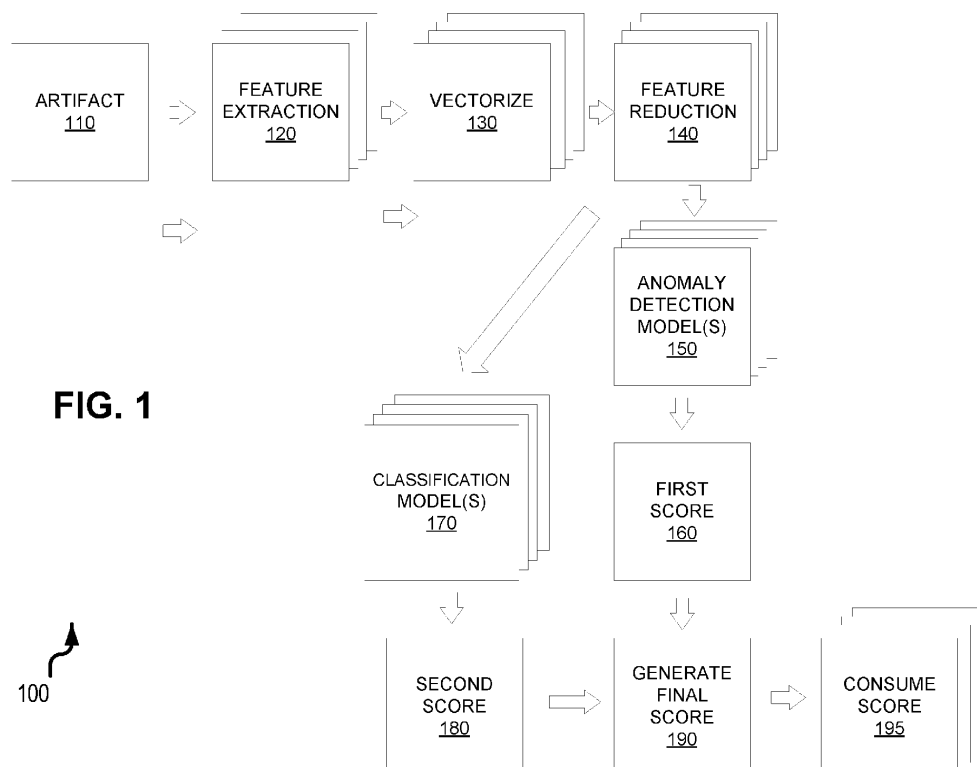 ARTIFACT
110
FEATURE
EXTRACTION
120
VECTORIZE
130
FEATURE
REDUCTION
140
ANOMALY
DETECTION
MODEL(S)
150
FIG. 1
CLASSIFICATION
MODEL(S)
170
FIRST
SCORE
160
100
SECOND
SCORE
180
GENERATE
FINAL
SCORE
190
CONSUME
SCORE
195